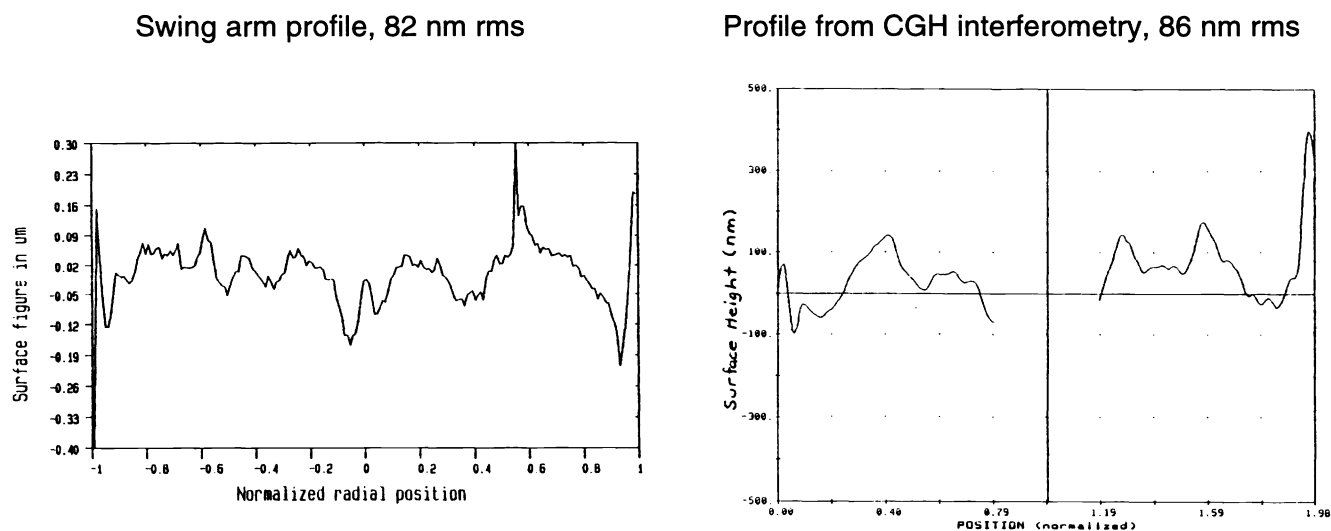 Swing arm profile, 82 nm rms
Profile from CGH interferometry, 86 nm rms
0.30
0.23
0.16
0.09
0.02
-0.05
-0.12
-0.19
-0.26
-0.33
-0.40
Surface figure in um
-1 -0.8 -0.6 -0.4 -0.2 0 0.2 0.4 0.6 0.8 1
Normalized radial position
500.
300.
100.
-100.
-300.
-500.
Surface Height (nm)
0.00 0.40 0.79 1.19 1.59 1.98
POSITION (normalized)